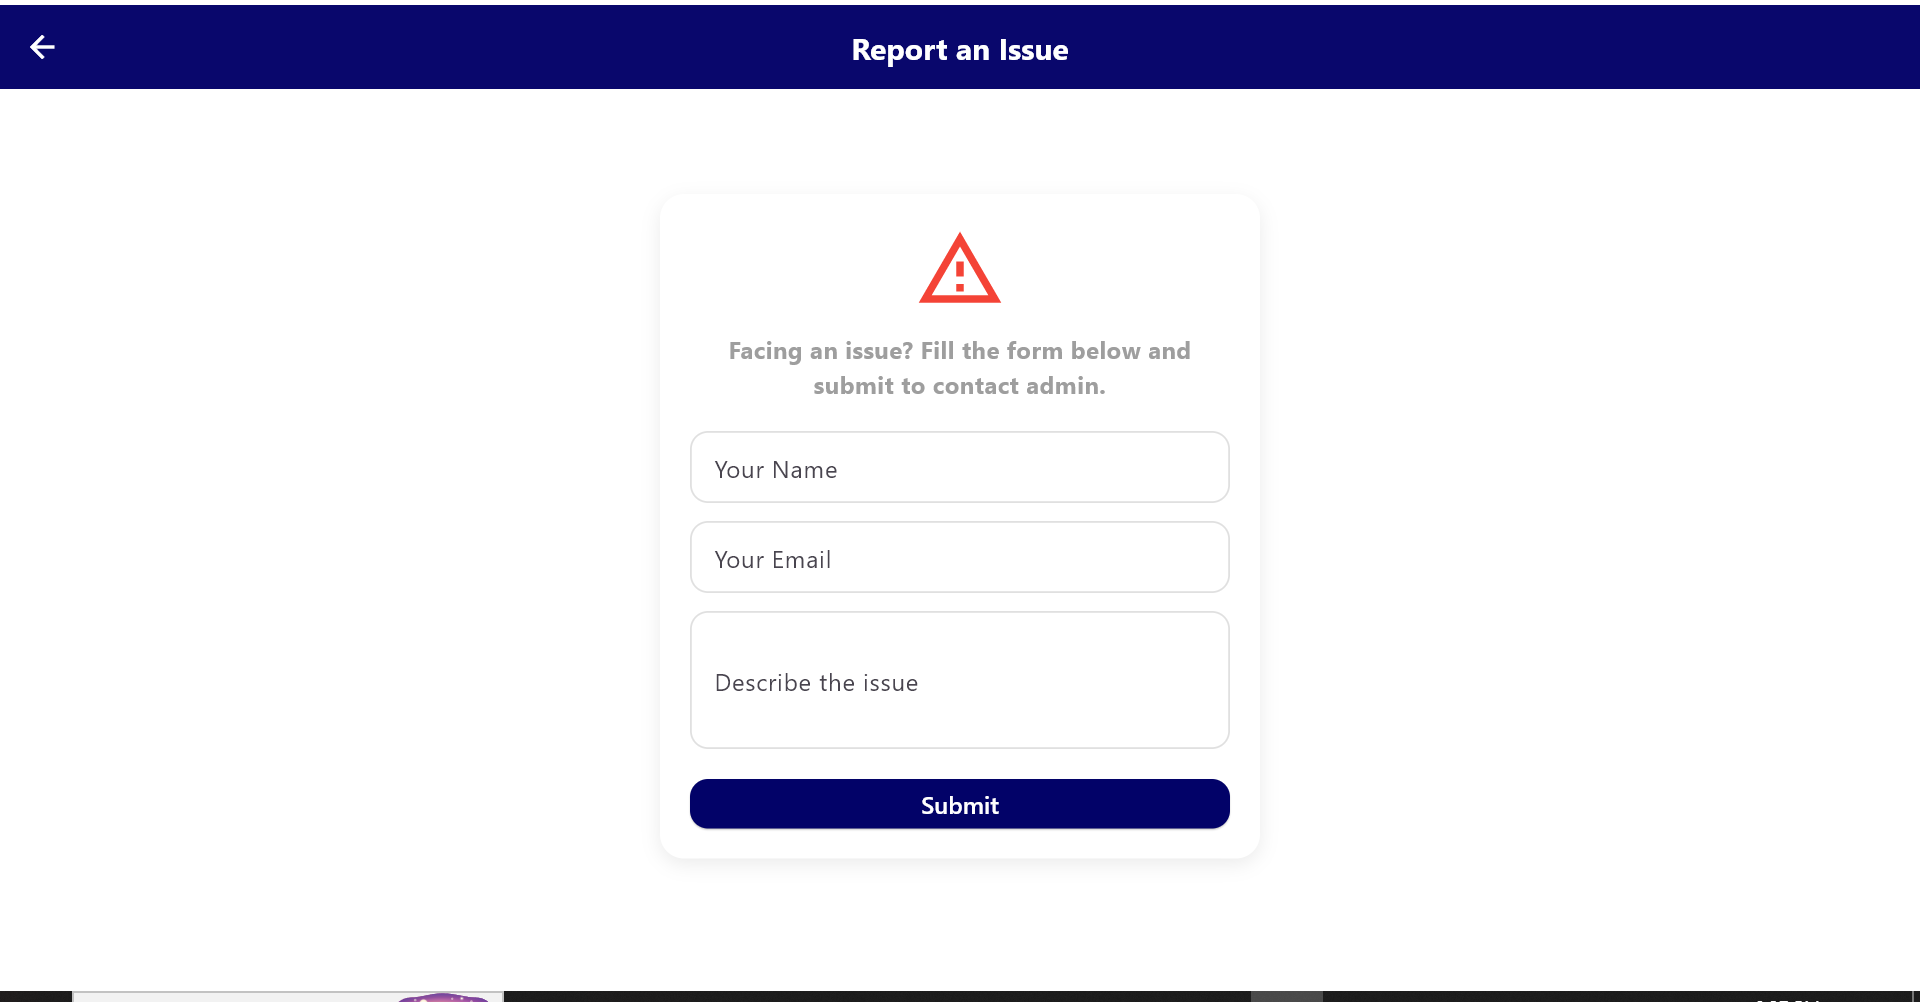 Report an Issue
Facing an issue? Fill the form below and
submit to contact admin.
Your Name
Your Email
Describe the issue
Submit